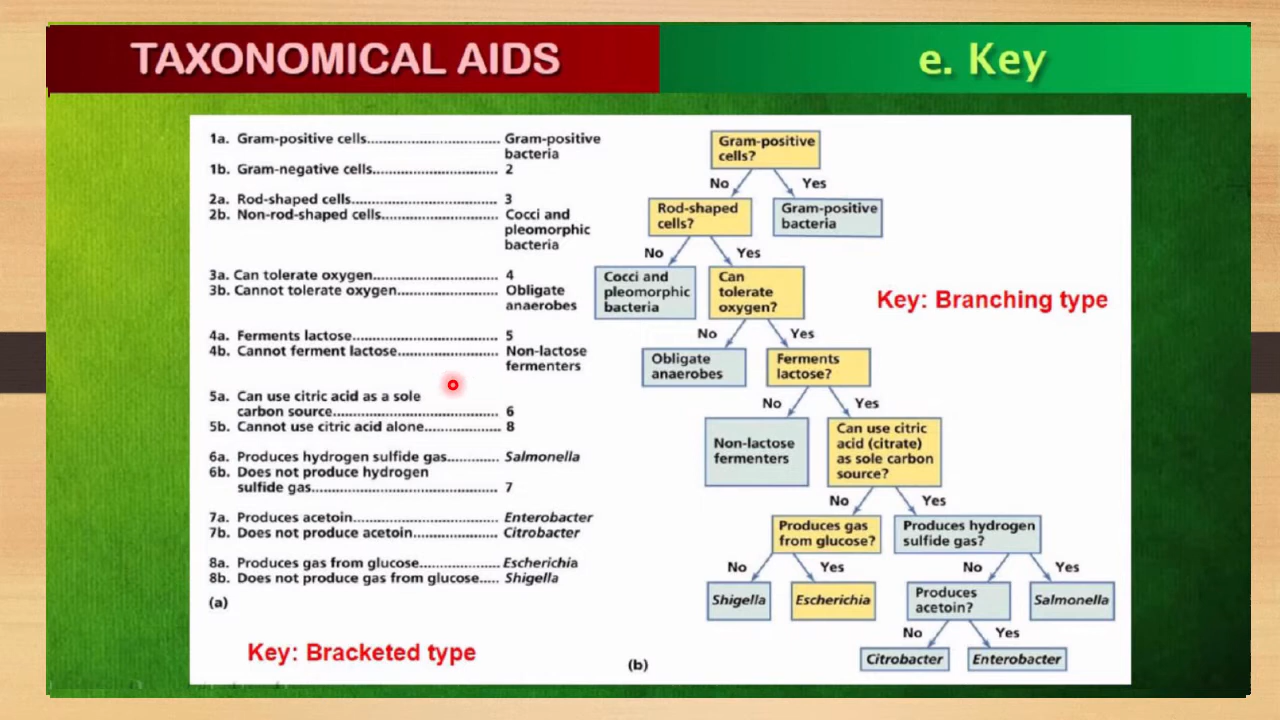 TAXONOMICAL AIDS
e. Key
1a. Gram-positive cells.................................. Gram-positive
bacteria
1b. Gram-negative cells................................ 2
2a. Rod-shaped cells..................................... 3
2b. Non-rod-shaped cells............................. Cocci and
pleomorphic
bacteria
3a. Can tolerate oxygen................................ 4
3b. Cannot tolerate oxygen.......................... Obligate
anaerobes
4a. Ferments lactose..................................... 5
4b. Cannot ferment lactose.......................... Non-lactose
fermenters
5a. Can use citric acid as a sole
carbon source.......................................... 6
5b. Cannot use citric acid alone.................... 8
6a. Produces hydrogen sulfide gas............. Salmonella
6b. Does not produce hydrogen
sulfide gas................................................ 7
7a. Produces acetoin..................................... Enterobacter
7b. Does not produce acetoin...................... Citrobacter
8a. Produces gas from glucose..................... Escherichia
8b. Does not produce gas from glucose..... Shigella
(a)
Key: Bracketed type
Gram-positive
cells?
No
Yes
Rod-shaped
cells?
Gram-positive
bacteria
No
Yes
Cocci and
pleomorphic
bacteria
Can
tolerate
oxygen?
Key: Branching type
No
Yes
Obligate
anaerobes
Ferments
lactose?
No
Yes
Non-lactose
fermenters
Can use citric
acid (citrate)
as sole carbon
source?
No
Yes
Produces gas
from glucose?
Produces hydrogen
sulfide gas?
No
Yes
No
Yes
Shigella
Escherichia
Produces
acetoin?
Salmonella
No
Yes
Citrobacter
Enterobacter
(b)